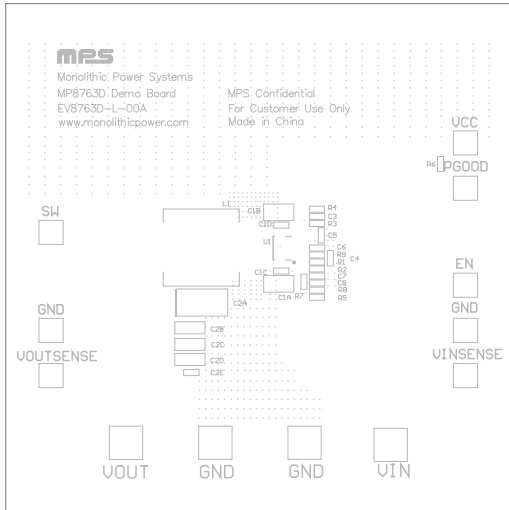 mps
Monolithic Power Systems
MP8763D Demo Board
EV8763D-L-00A
www.monolithicpower.com
MPS Confidential
For Customer Use Only
Made in China
VCC
R6
PGOOD
SW
L1
C1B
C1D
U1
C1C
C1A
R7
R4
C3
R3
C5
C6
R9
R1
C4
R2
C7
C8
R8
R5
EN
GND
VINSENSE
GND
VOUTSENSE
C2A
C2B
C2C
C2D
C2E
VOUT
GND
GND
VIN